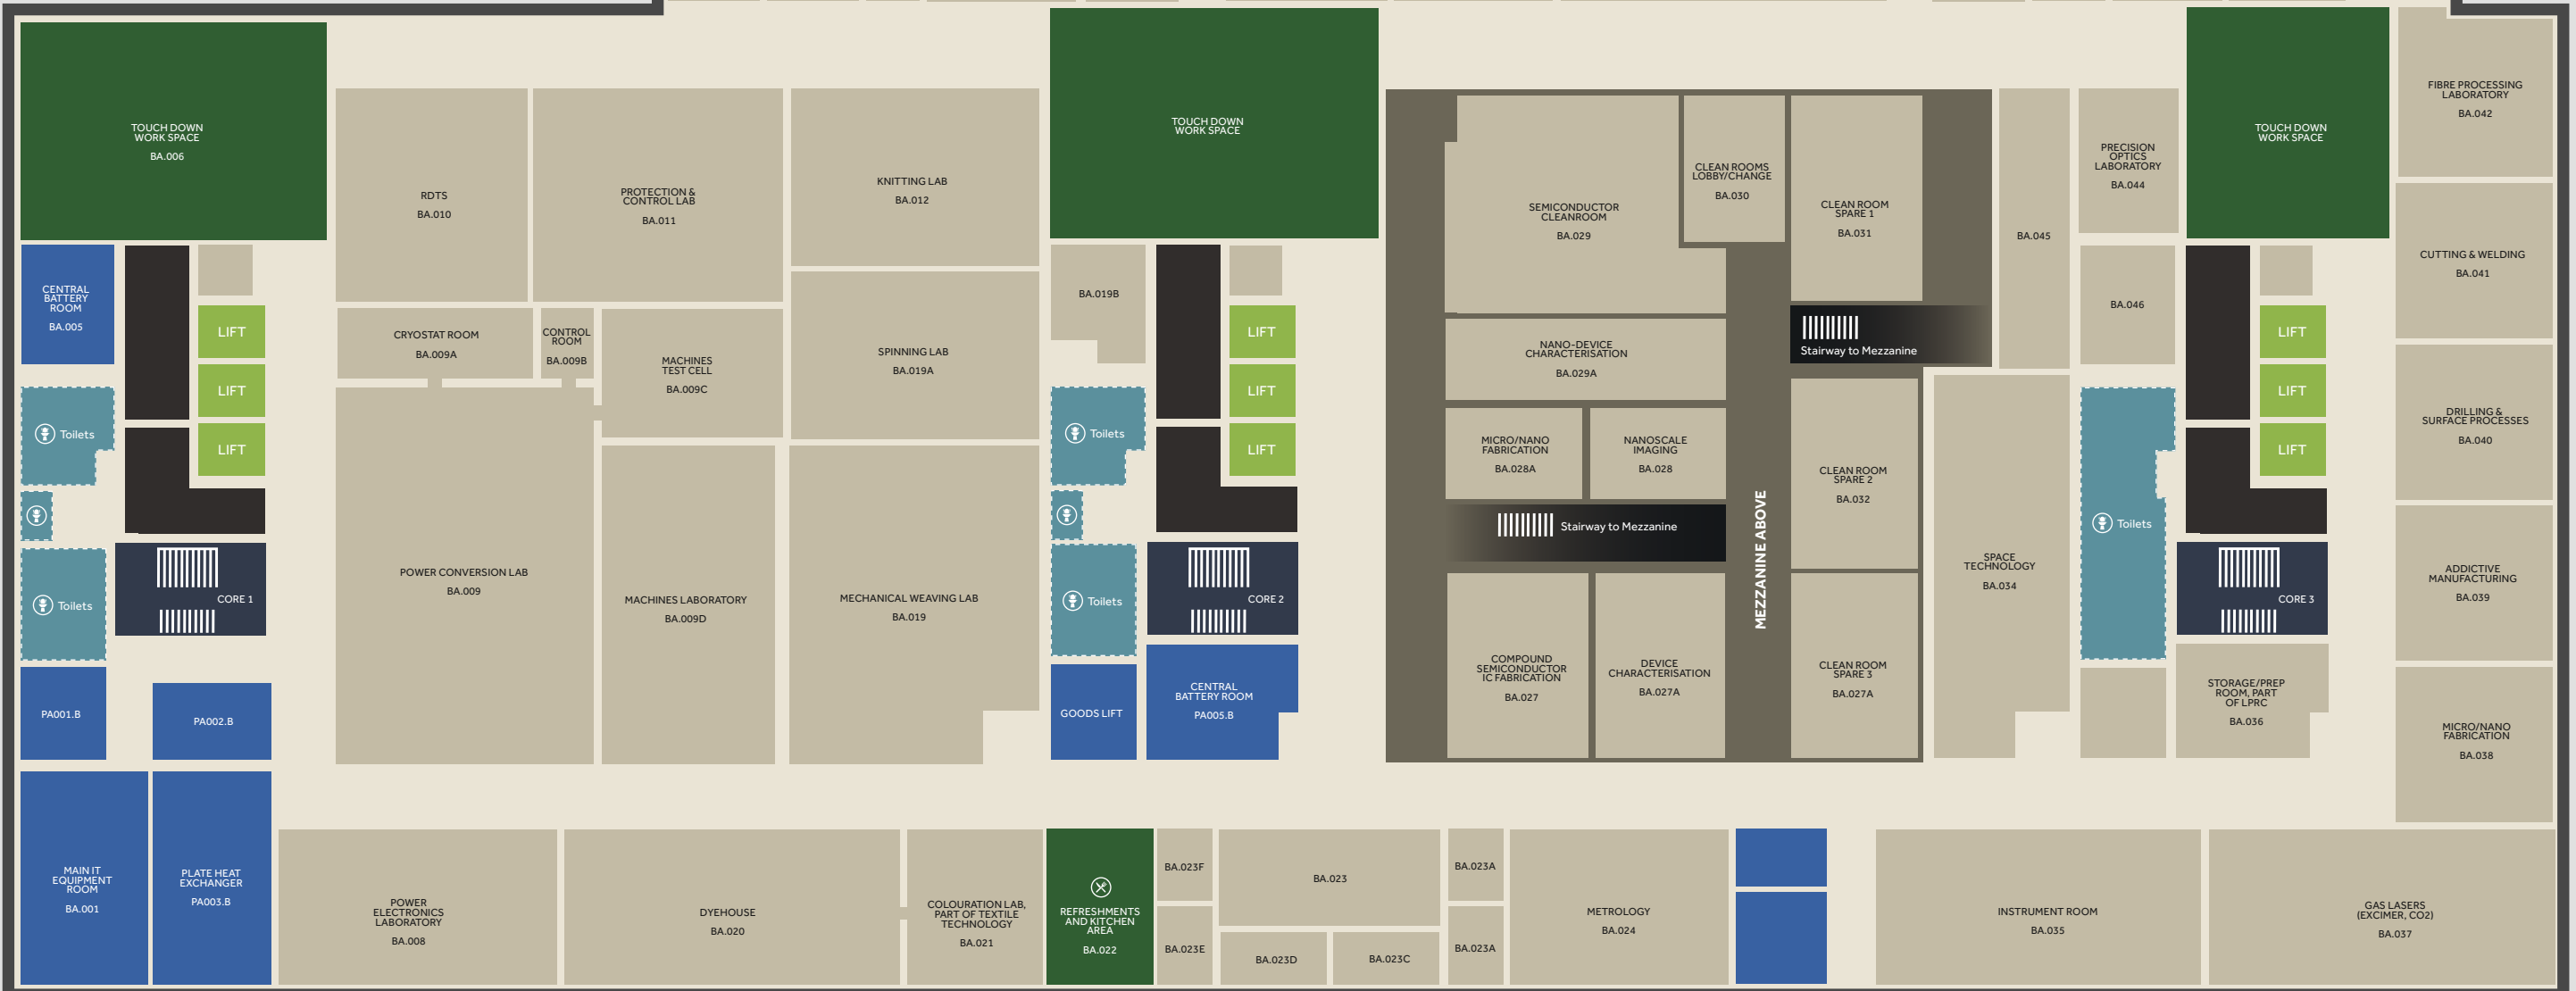 TOUCH DOWN
WORK SPACE
BA.006
RDTS
BA.010
PROTECTION &
CONTROL LAB
BA.011
KNITTING LAB
BA.012
TOUCH DOWN
WORK SPACE
SEMICONDUCTOR
CLEANROOM
BA.029
CLEAN ROOMS
LOBBY/CHANGE
BA.030
CLEAN ROOM
SPARE 1
BA.031
BA.045
PRECISION
OPTICS
LABORATORY
BA.044
TOUCH DOWN
WORK SPACE
FIBRE PROCESSING
LABORATORY
BA.042
CENTRAL
BATTERY
ROOM
BA.005
LIFT
LIFT
LIFT
CRYOSTAT ROOM
BA.009A
CONTROL
ROOM
BA.009B
MACHINES
TEST CELL
BA.009C
SPINNING LAB
BA.019A
BA.019B
LIFT
LIFT
LIFT
NANO-DEVICE
CHARACTERISATION
BA.029A
Stairway to Mezzanine
BA.046
LIFT
LIFT
LIFT
CUTTING & WELDING
BA.041
DRILLING &
SURFACE PROCESSES
BA.040
Toilets
Toilets
CORE 1
POWER CONVERSION LAB
BA.009
MACHINES LABORATORY
BA.009D
MECHANICAL WEAVING LAB
BA.019
Toilets
Toilets
CORE 2
MICRO/NANO
FABRICATION
BA.028A
NANOSCALE
IMAGING
BA.028
Stairway to Mezzanine
MEZZANINE ABOVE
CLEAN ROOM
SPARE 2
BA.032
SPACE
TECHNOLOGY
BA.034
Toilets
CORE 3
ADDICTIVE
MANUFACTURING
BA.039
PA001.B
PA002.B
GOODS LIFT
CENTRAL
BATTERY ROOM
PA005.B
COMPOUND
SEMICONDUCTOR
IC FABRICATION
BA.027
DEVICE
CHARACTERISATION
BA.027A
CLEAN ROOM
SPARE 3
BA.027A
STORAGE/PREP
ROOM, PART
OF LPRC
BA.036
MICRO/NANO
FABRICATION
BA.038
MAIN IT
EQUIPMENT
ROOM
BA.001
PLATE HEAT
EXCHANGER
PA003.B
POWER
ELECTRONICS
LABORATORY
BA.008
DYEHOUSE
BA.020
COLOURATION LAB,
PART OF TEXTILE
TECHNOLOGY
BA.021
REFRESHMENTS
AND KITCHEN
AREA
BA.022
BA.023F
BA.023E
BA.023
BA.023D
BA.023C
BA.023A
BA.023A
METROLOGY
BA.024
INSTRUMENT ROOM
BA.035
GAS LASERS
(EXCIMER, CO2)
BA.037